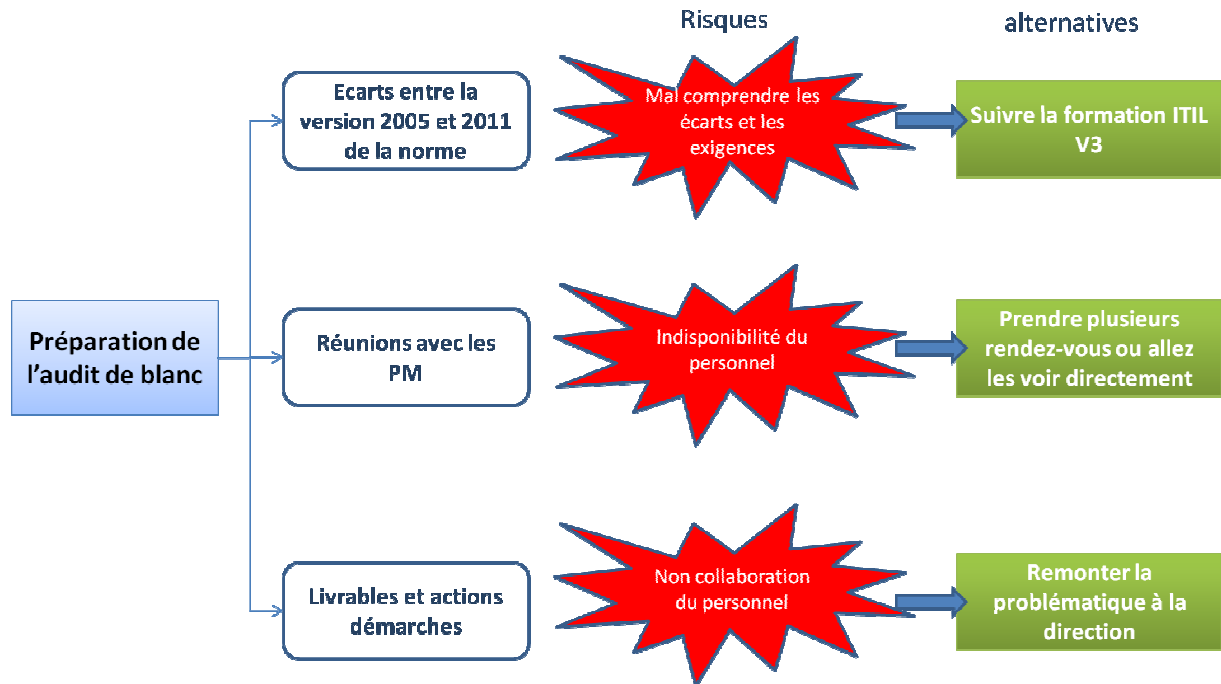 Risques
alternatives
Ecarts entre la
version 2005 et 2011
de la norme
Mal comprendre les
écarts et les
exigences
Suivre la formation ITIL
V3
Préparation de
l'audit de blanc
Réunions avec les
PM
Indisponibilité du
personnel
Prendre plusieurs
rendez-vous ou allez
les voir directement
Livrables et actions
démarches
Non collaboration
du personnel
Remonter la
problématique à la
direction